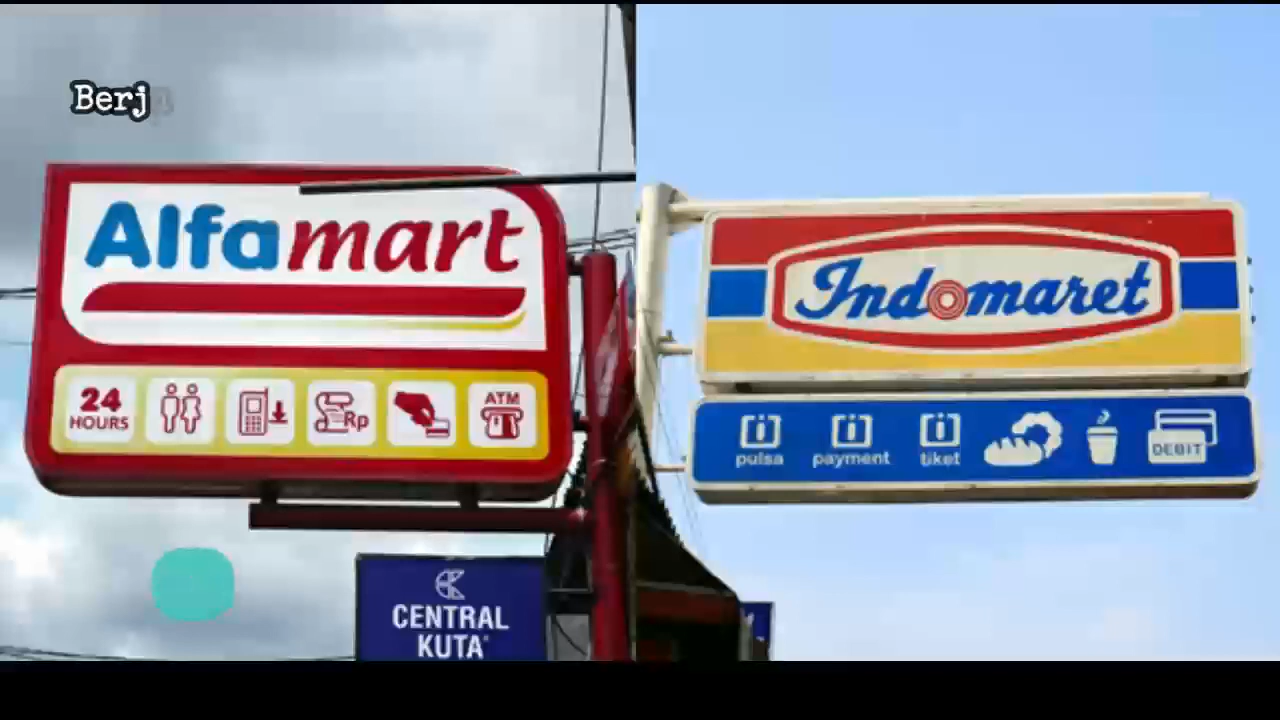 Berj
Alfamart
24
HOURS
Rp
ATM
CENTRAL
KUTA
Indomaret
pulsa
payment
tiket
DEBIT